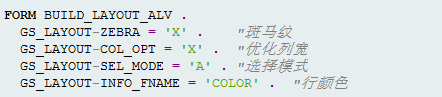 FORM BUILD_LAYOUT_ALV .
  GS_LAYOUT-ZEBRA = 'X' .    "斑马纹
  GS_LAYOUT-COL_OPT = 'X' .    "优化列宽
  GS_LAYOUT-SEL_MODE = 'A' .    "选择模式
  GS_LAYOUT-INFO_FNAME = 'COLOR' .  "行颜色